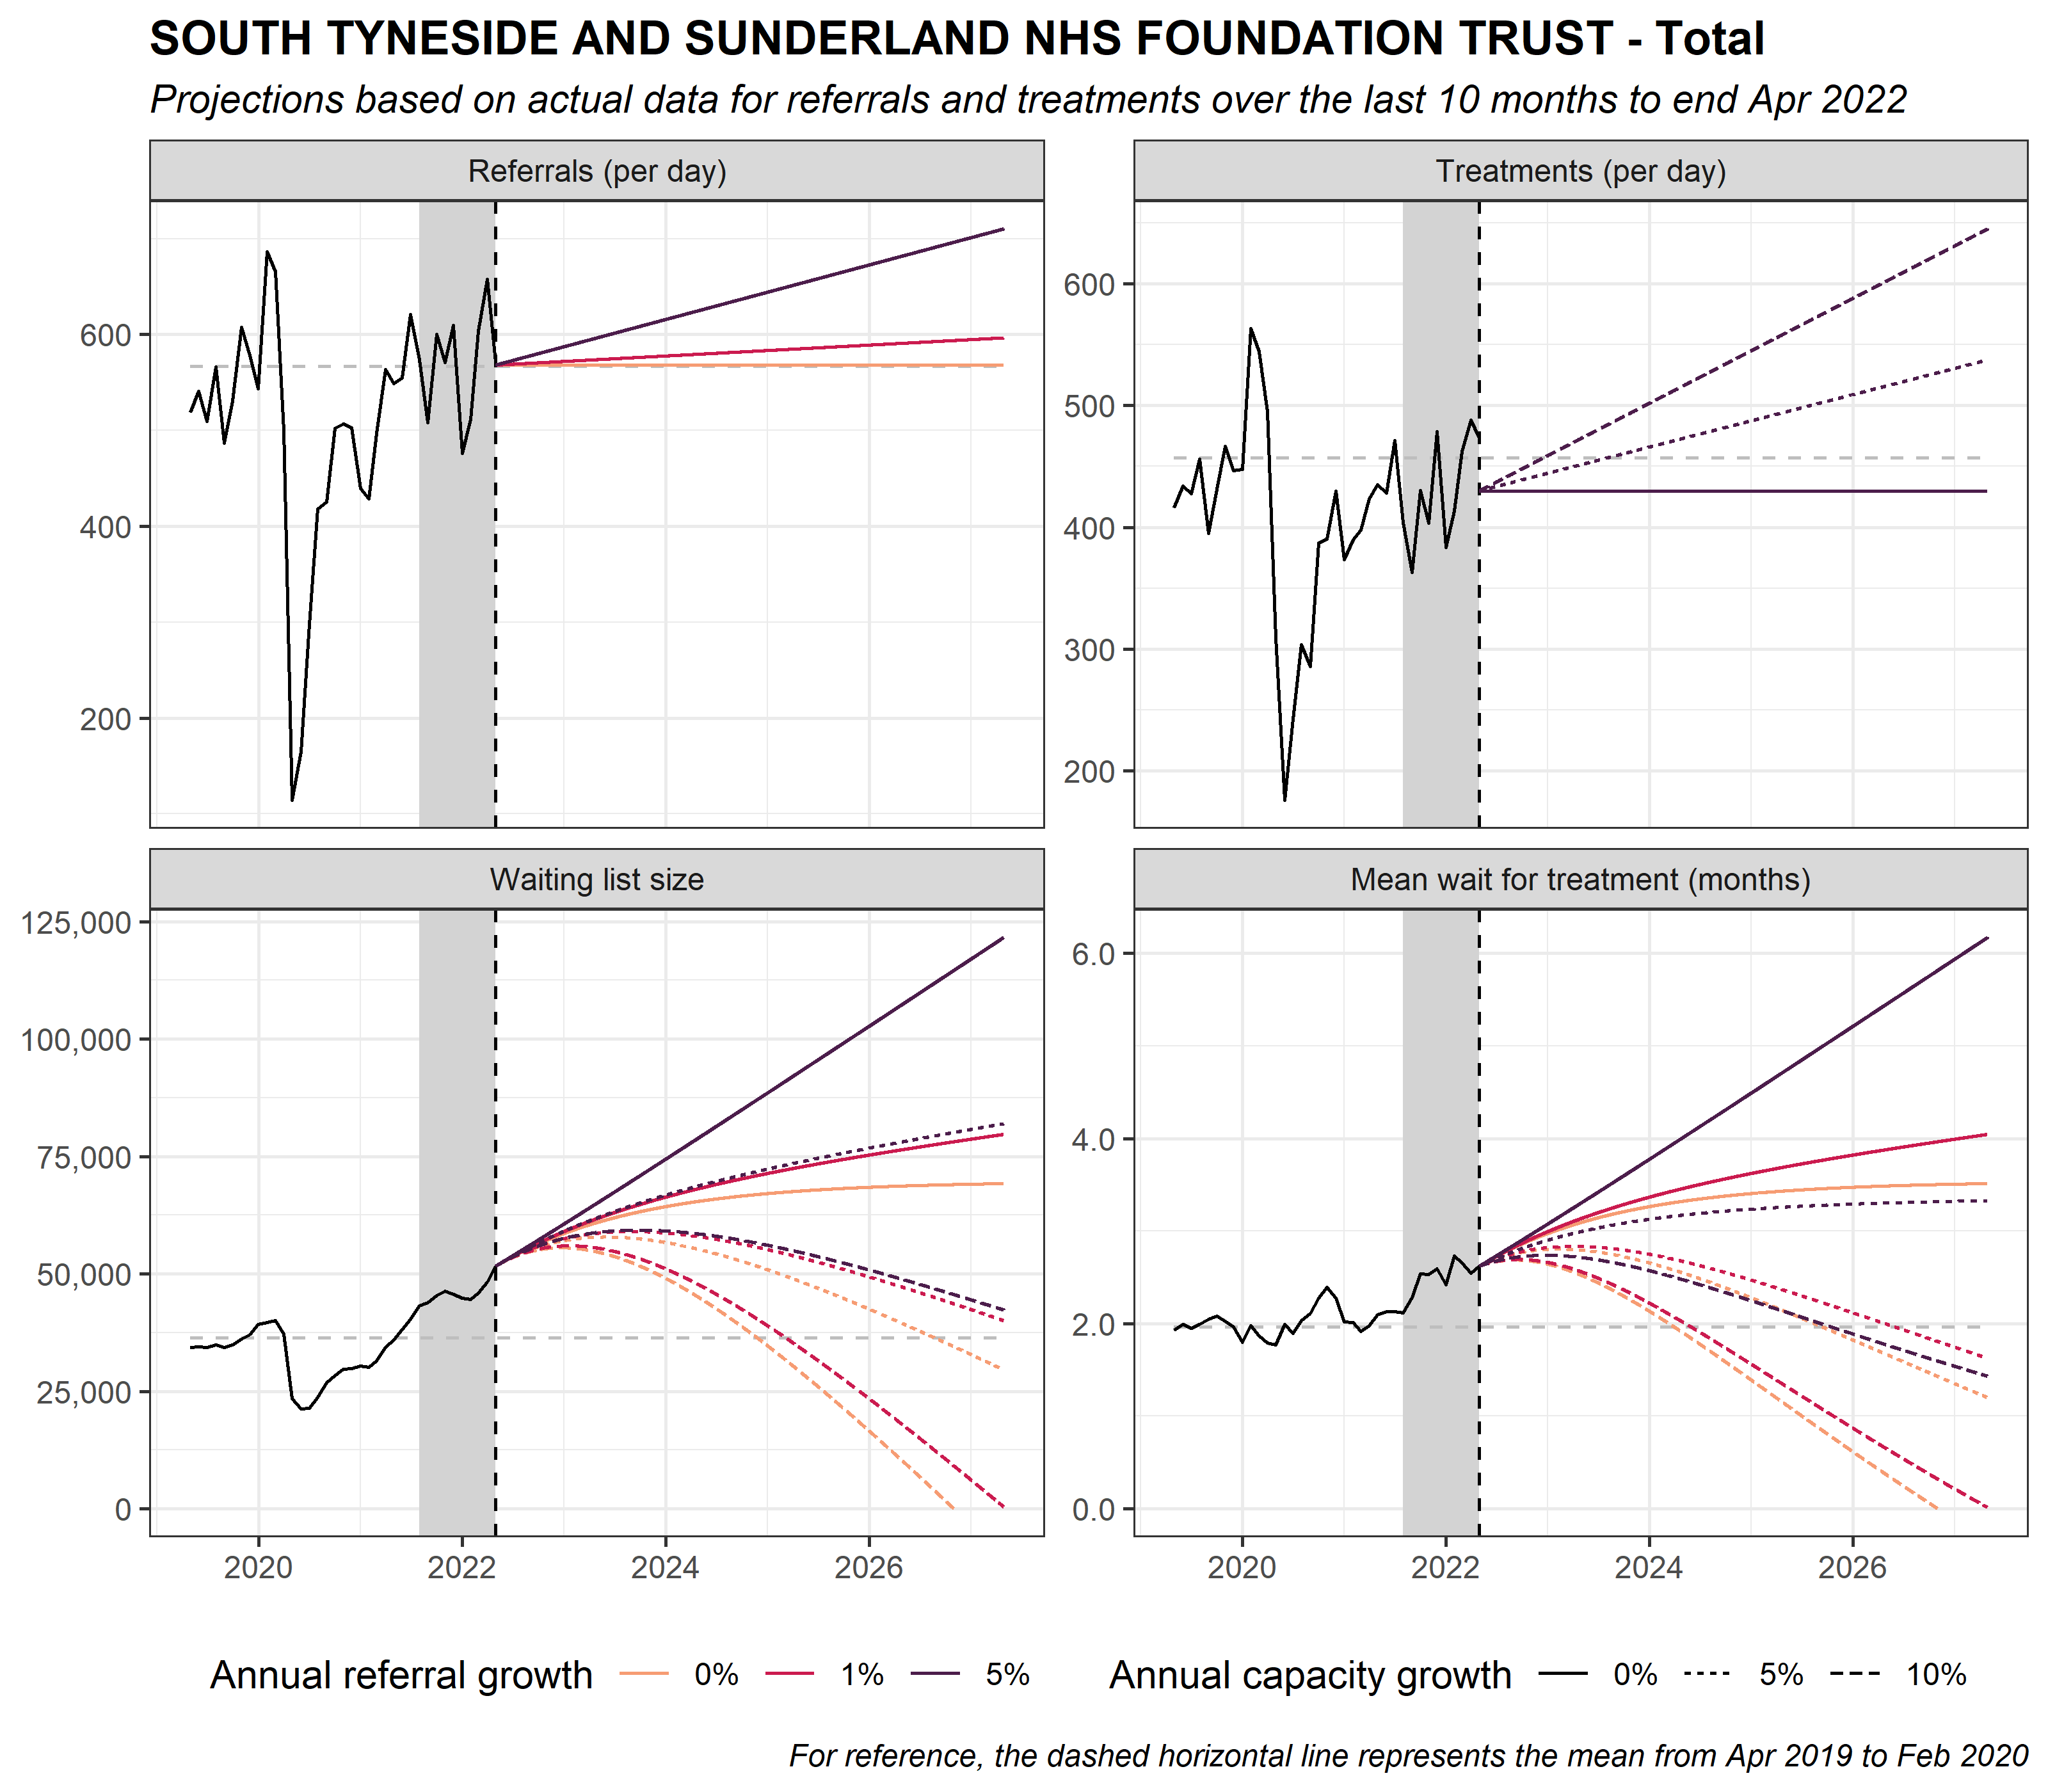 SOUTH TYNESIDE AND SUNDERLAND NHS FOUNDATION TRUST - Total
Projections based on actual data for referrals and treatments over the last 10 months to end Apr 2022
Referrals (per day)
600
400
200
Treatments (per day)
600
500
400
300
200
Waiting list size
125,000
100,000
75,000
50,000
25,000
0
2020 2022 2024 2026
Mean wait for treatment (months)
6.0
4.0
2.0
0.0
2020 2022 2024 2026
Annual referral growth 0% 1% 5%
Annual capacity growth 0% 5% 10%
For reference, the dashed horizontal line represents the mean from Apr 2019 to Feb 2020